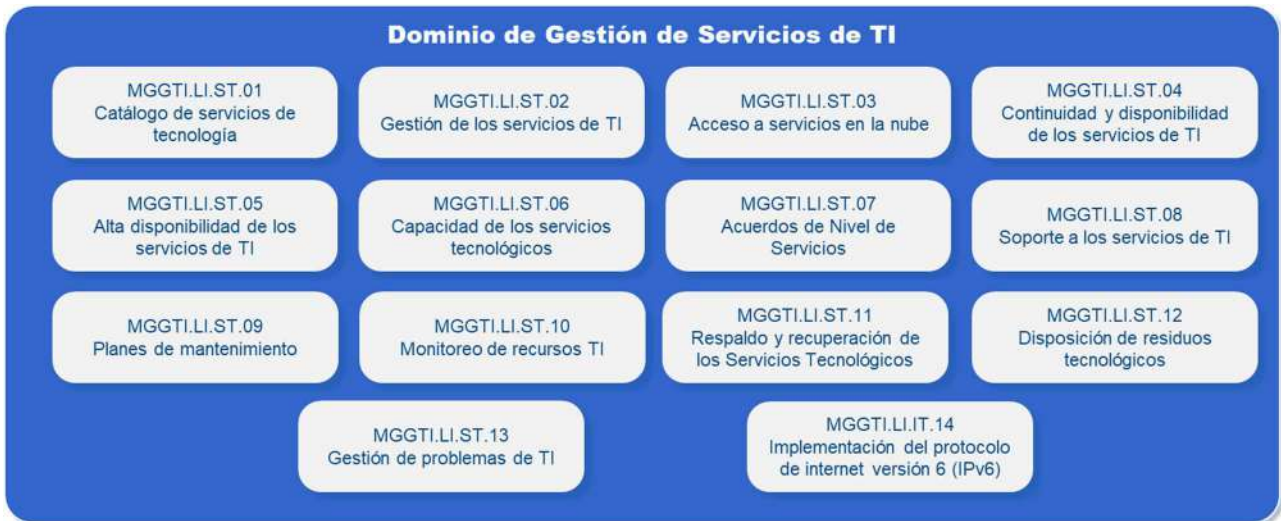 Dominio de Gestión de Servicios de TI
MGGTI.LI.ST.01
Catálogo de servicios de
tecnología
MGGTI.LI.ST.02
Gestión de los servicios de TI
MGGTI.LI.ST.03
Acceso a servicios en la nube
MGGTI.LI.ST.04
Continuidad y disponibilidad
de los servicios de TI
MGGTI.LI.ST.05
Alta disponibilidad de los
servicios de TI
MGGTI.LI.ST.06
Capacidad de los servicios
tecnológicos
MGGTI.LI.ST.07
Acuerdos de Nivel de
Servicios
MGGTI.LI.ST.08
Soporte a los servicios de TI
MGGTI.LI.ST.09
Planes de mantenimiento
MGGTI.LI.ST.10
Monitoreo de recursos TI
MGGTI.LI.ST.11
Respaldo y recuperación de
los Servicios Tecnológicos
MGGTI.LI.ST.12
Disposición de residuos
tecnológicos
MGGTI.LI.ST.13
Gestión de problemas de TI
MGGTI.LI.IT.14
Implementación del protocolo
de internet versión 6 (IPv6)